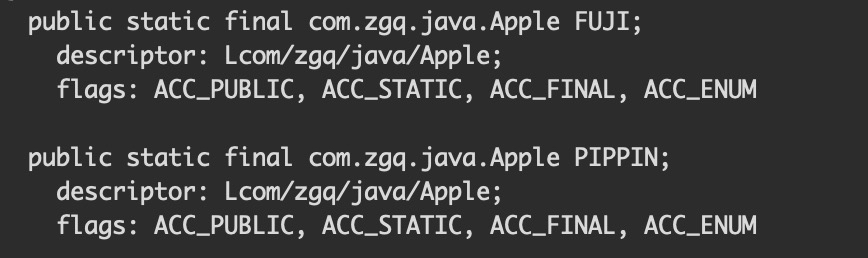 public static final com.zgq.java.Apple FUJI;
descriptor: Lcom/zgq/java/Apple;
flags: ACC_PUBLIC, ACC_STATIC, ACC_FINAL, ACC_ENUM
public static final com.zgq.java.Apple PIPPIN;
descriptor: Lcom/zgq/java/Apple;
flags: ACC_PUBLIC, ACC_STATIC, ACC_FINAL, ACC_ENUM